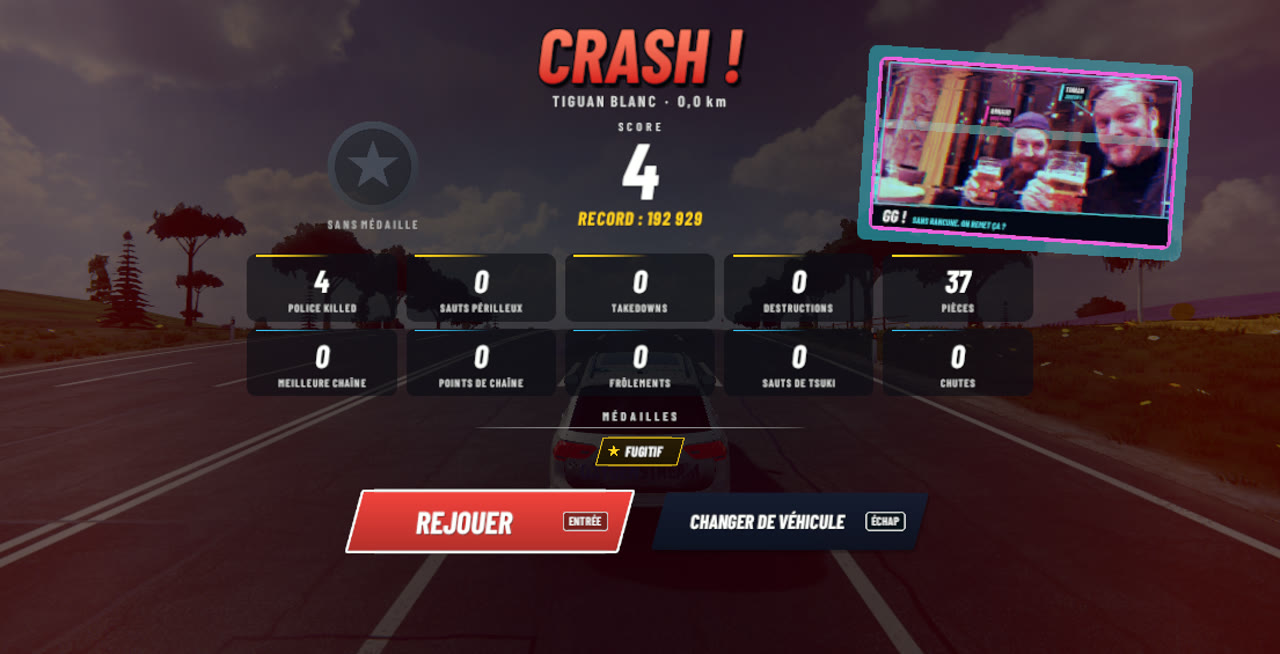 CRASH !
TIGUAN BLANC · 0,0 km
SCORE
4
RECORD : 192 929
SANS MÉDAILLE
TIGUAN
GG ! SANS RANCUNE. ON REMET ÇA ?
4
POLICE KILLED
0
SAUTS PÉRILLEUX
0
TAKEDOWNS
0
DESTRUCTIONS
37
PIÈCES
0
MEILLEURE CHAÎNE
0
POINTS DE CHAÎNE
0
FRÔLEMENTS
0
SAUTS DE TSUKI
0
CHUTES
MÉDAILLES
★ FUGITIF
REJOUER ENTRÉE
CHANGER DE VÉHICULE ÉCHAP